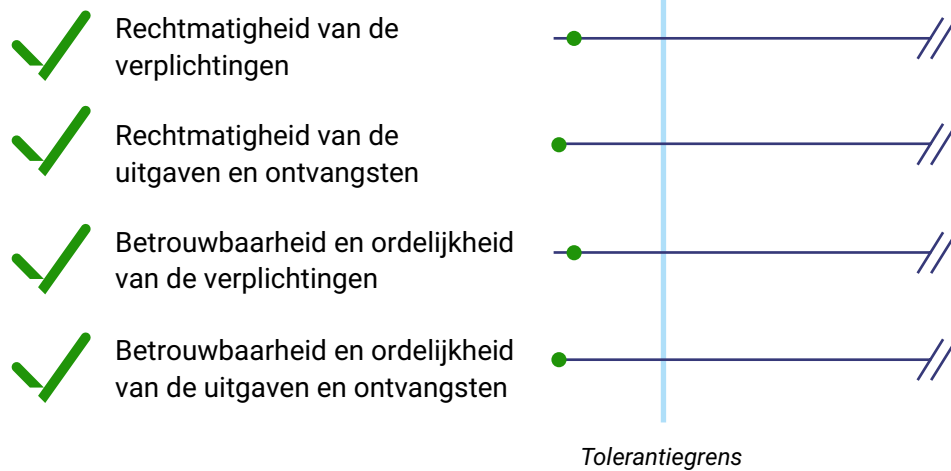 Rechtmatigheid van de
verplichtingen
Rechtmatigheid van de
uitgaven en ontvangsten
Betrouwbaarheid en ordelijkheid
van de verplichtingen
Betrouwbaarheid en ordelijkheid
van de uitgaven en ontvangsten
Tolerantiegrens